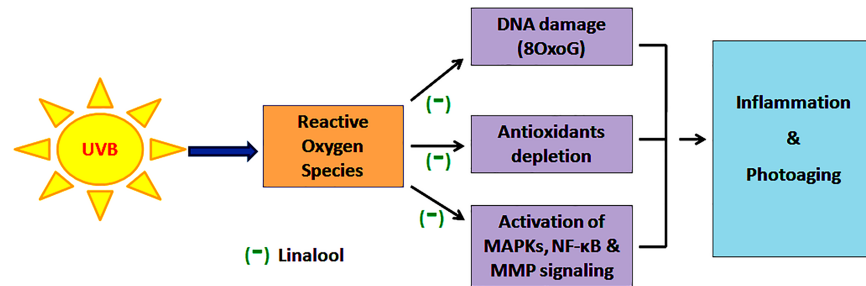 UVB
Reactive
Oxygen
Species
(-)
(-)
(-)
DNA damage
(8OxoG)
Antioxidants
depletion
Activation of
MAPKs, NF-κB &
MMP signaling
Inflammation
&
Photoaging
(-) Linalool